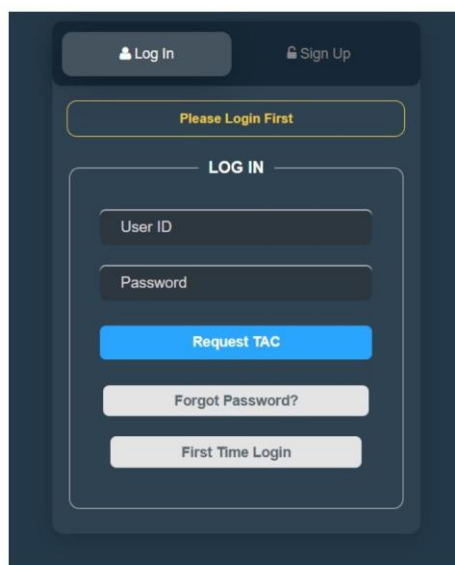 Log In
Sign Up
Please Login First
LOG IN
User ID
Password
Request TAC
Forgot Password?
First Time Login